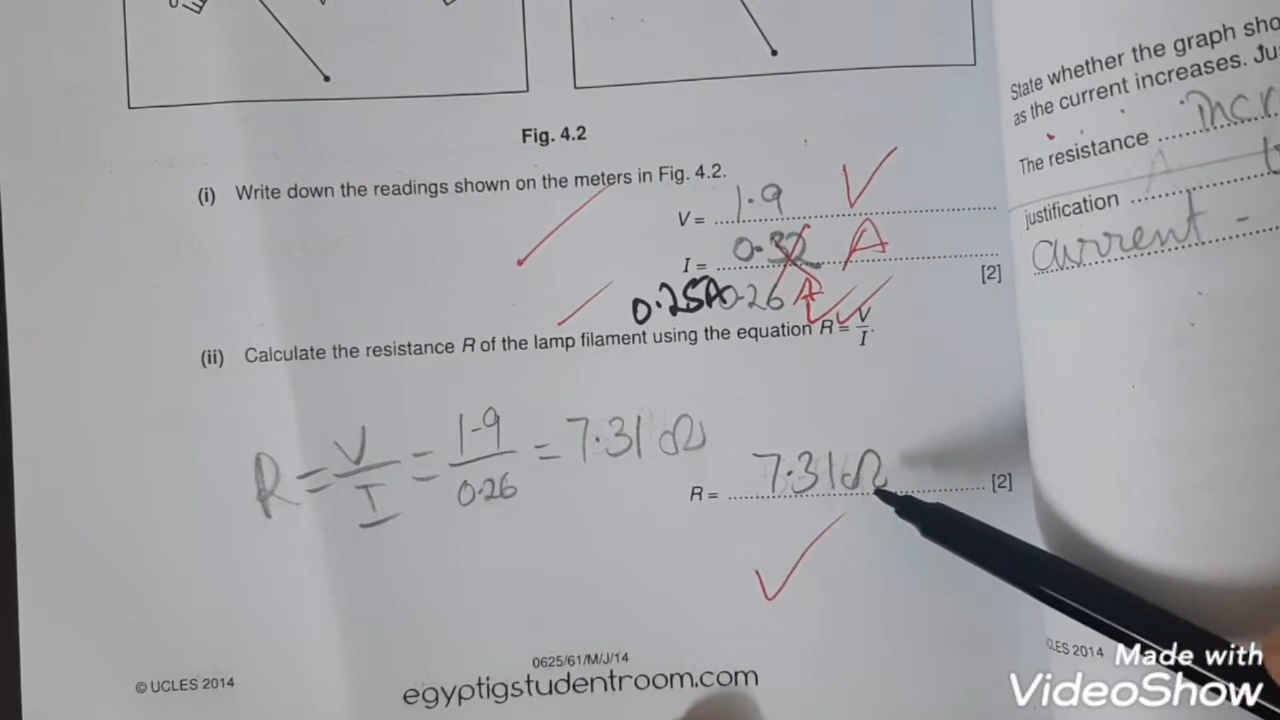 Fig. 4.2
(i) Write down the readings shown on the meters in Fig. 4.2.
V = 1.9 V
I = 0.32 A
[2]
0.25A 0.26 A
(ii) Calculate the resistance R of the lamp filament using the equation R = V/I.
R = V/I = 1.9/0.26 = 7.31 Ω
R = 7.31 Ω [2]
© UCLES 2014
0625/61/M/J/14
egyptigstudentroom.com
State whether the graph sho
as the current increases. Ju
The resistance
justification
current -
CLES 2014
Made with
VideoShow